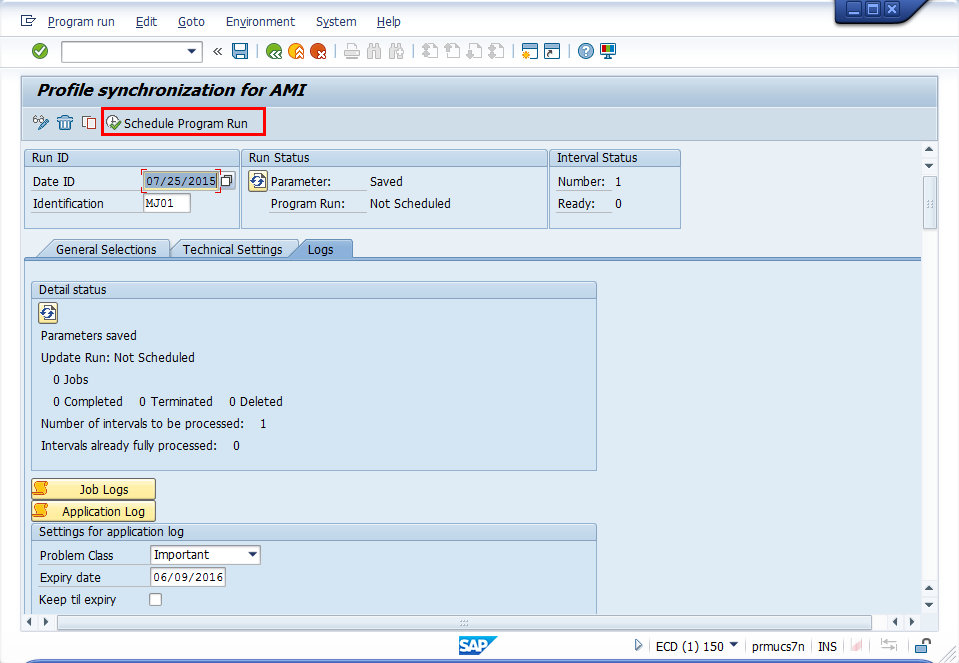 Program run Edit Goto Environment System Help
Profile synchronization for AMI
Schedule Program Run
Run ID
Date ID 07/25/2015
Identification MJ01
Run Status
Parameter: Saved
Program Run: Not Scheduled
Interval Status
Number: 1
Ready: 0
General Selections Technical Settings Logs
Detail status
Parameters saved
Update Run: Not Scheduled
0 Jobs
0 Completed 0 Terminated 0 Deleted
Number of intervals to be processed: 1
Intervals already fully processed: 0
Job Logs
Application Log
Settings for application log
Problem Class Important
Expiry date 06/09/2016
Keep til expiry
SAP ECD (1) 150 prmucs7n INS